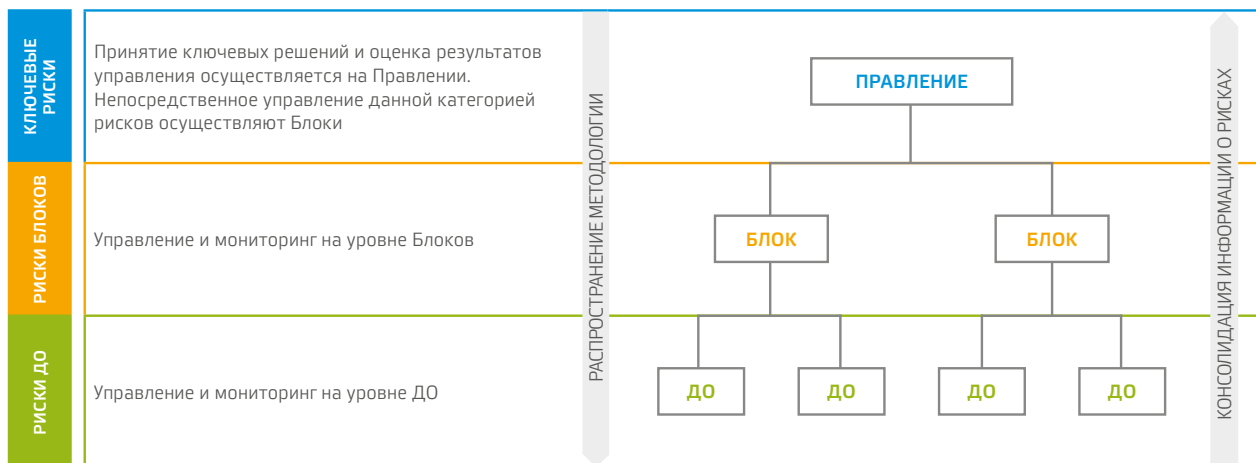 КЛЮЧЕВЫЕ
РИСКИ
Принятие ключевых решений и оценка результатов
управления осуществляется на Правлении.
Непосредственное управление данной категорией
рисков осуществляют Блоки
РИСКИ БЛОКОВ
Управление и мониторинг на уровне Блоков
РИСКИ ДО
Управление и мониторинг на уровне ДО
РАСПРОСТРАНЕНИЕ МЕТОДОЛОГИИ
ПРАВЛЕНИЕ
БЛОК
БЛОК
ДО
ДО
ДО
ДО
КОНСОЛИДАЦИЯ ИНФОРМАЦИИ О РИСКАХ